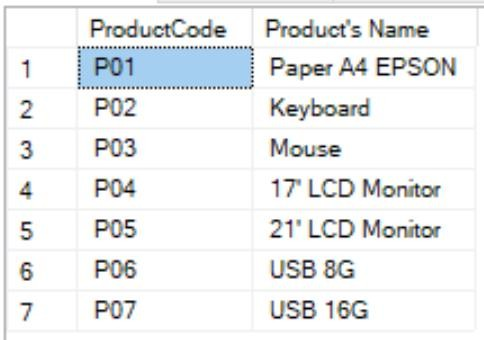 ProductCode Product's Name
1 P01 Paper A4 EPSON
2 P02 Keyboard
3 P03 Mouse
4 P04 17' LCD Monitor
5 P05 21' LCD Monitor
6 P06 USB 8G
7 P07 USB 16G